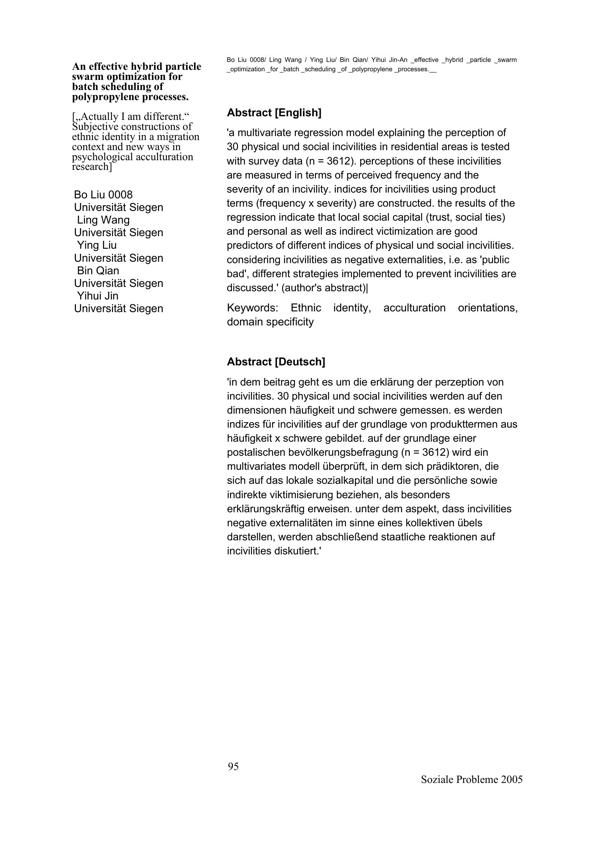 An effective hybrid particle
swarm optimization for
batch scheduling of
polypropylene processes.
[„Actually I am different.“
Subjective constructions of
ethnic identity in a migration
context and new ways in
psychological acculturation
research]
Bo Liu 0008
Universität Siegen
Ling Wang
Universität Siegen
Ying Liu
Universität Siegen
Bin Qian
Universität Siegen
Yihui Jin
Universität Siegen
Bo Liu 0008/ Ling Wang / Ying Liu/ Bin Qian/ Yihui Jin-An _effective _hybrid _particle _swarm
_optimization _for _batch _scheduling _of _polypropylene _processes.__
Abstract [English]
'a multivariate regression model explaining the perception of
30 physical und social incivilities in residential areas is tested
with survey data (n = 3612). perceptions of these incivilities
are measured in terms of perceived frequency and the
severity of an incivility. indices for incivilities using product
terms (frequency x severity) are constructed. the results of the
regression indicate that local social capital (trust, social ties)
and personal as well as indirect victimization are good
predictors of different indices of physical und social incivilities.
considering incivilities as negative externalities, i.e. as 'public
bad', different strategies implemented to prevent incivilities are
discussed.' (author's abstract)|
Keywords: Ethnic identity, acculturation orientations,
domain specificity
Abstract [Deutsch]
'in dem beitrag geht es um die erklärung der perzeption von
incivilities. 30 physical und social incivilities werden auf den
dimensionen häufigkeit und schwere gemessen. es werden
indizes für incivilities auf der grundlage von produkttermen aus
häufigkeit x schwere gebildet. auf der grundlage einer
postalischen bevölkerungsbefragung (n = 3612) wird ein
multivariates modell überprüft, in dem sich prädiktoren, die
sich auf das lokale sozialkapital und die persönliche sowie
indirekte viktimisierung beziehen, als besonders
erklärungskräftig erweisen. unter dem aspekt, dass incivilities
negative externalitäten im sinne eines kollektiven übels
darstellen, werden abschließend staatliche reaktionen auf
incivilities diskutiert.'
95
Soziale Probleme 2005